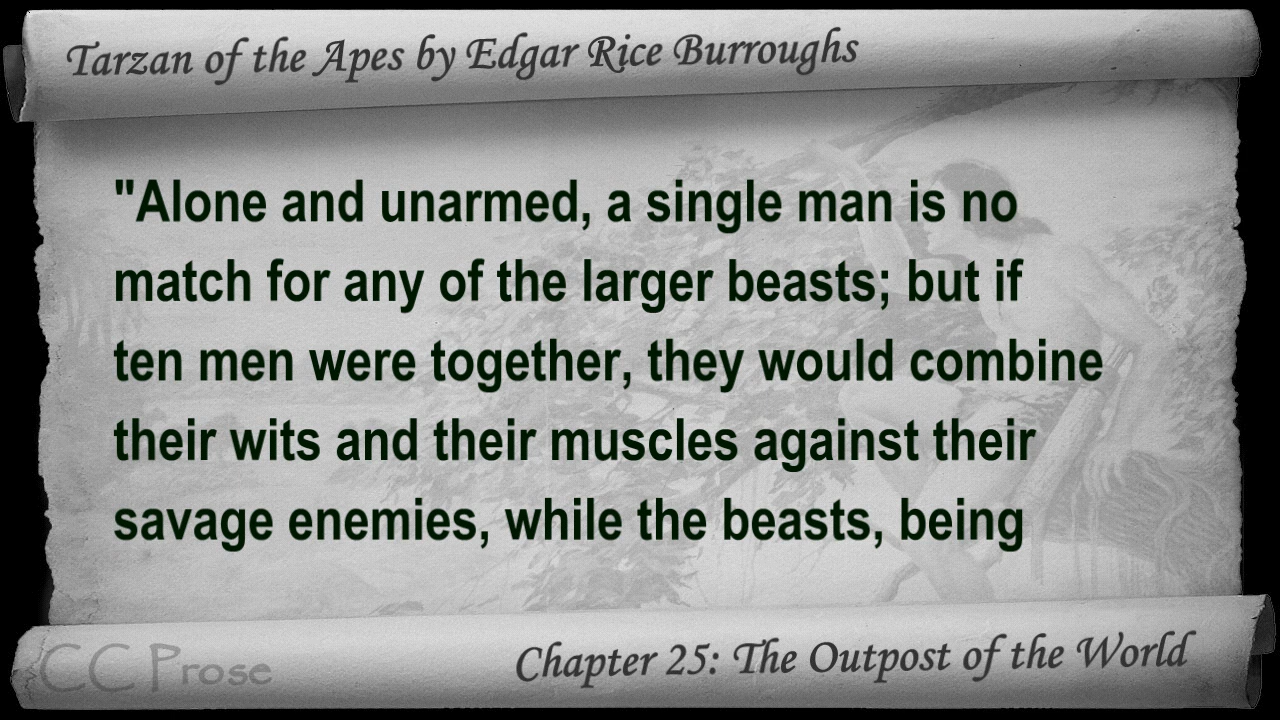 Tarzan of the Apes by Edgar Rice Burroughs
"Alone and unarmed, a single man is no
match for any of the larger beasts; but if
ten men were together, they would combine
their wits and their muscles against their
savage enemies, while the beasts, being
CC Prose
Chapter 25: The Outpost of the World